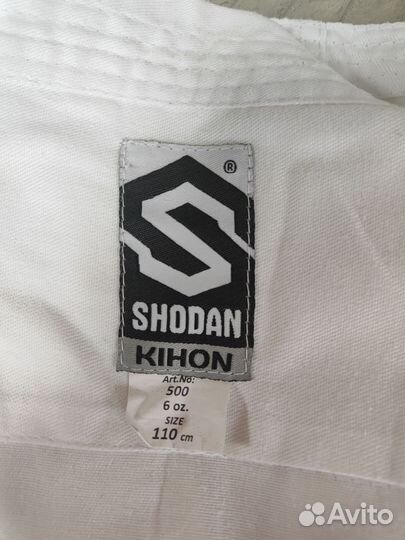 ®
SHODAN
KIHON
Art.No:
500
6 oz.
SIZE
110 cm
Avito